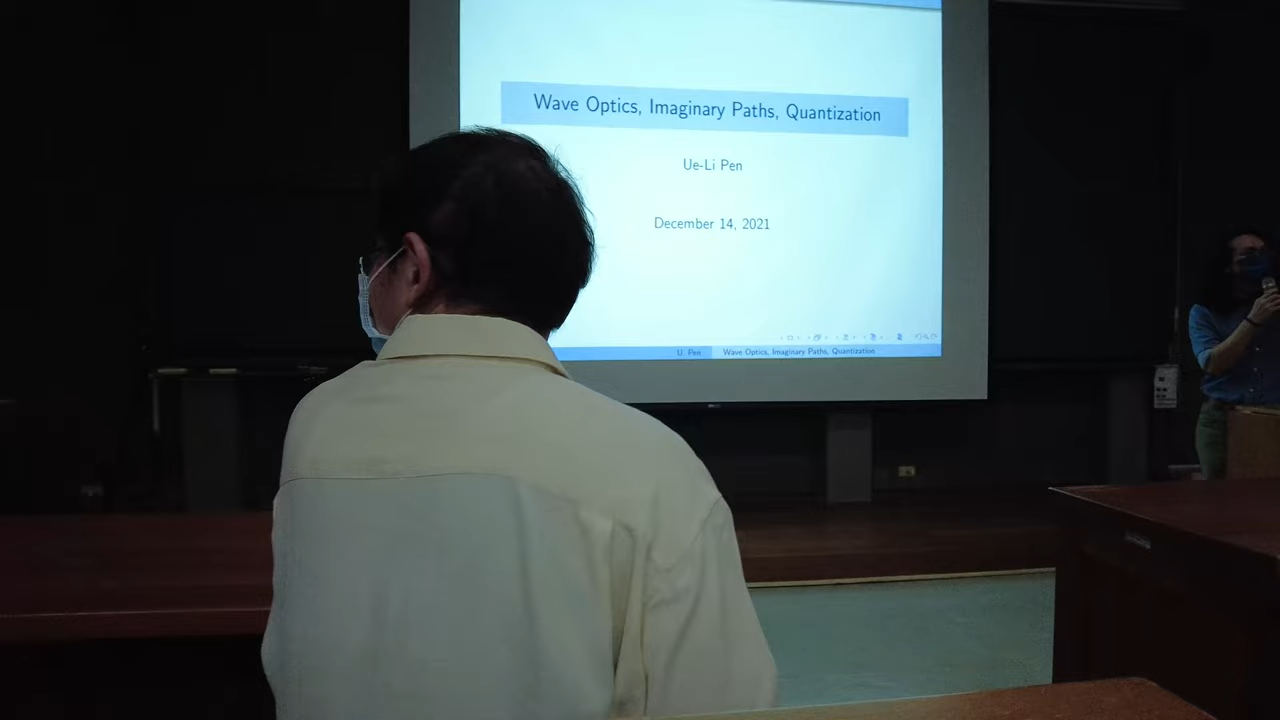 Wave Optics, Imaginary Paths, Quantization
Ue-Li Pen
December 14, 2021
U. Pen
Wave Optics, Imaginary Paths, Quantization